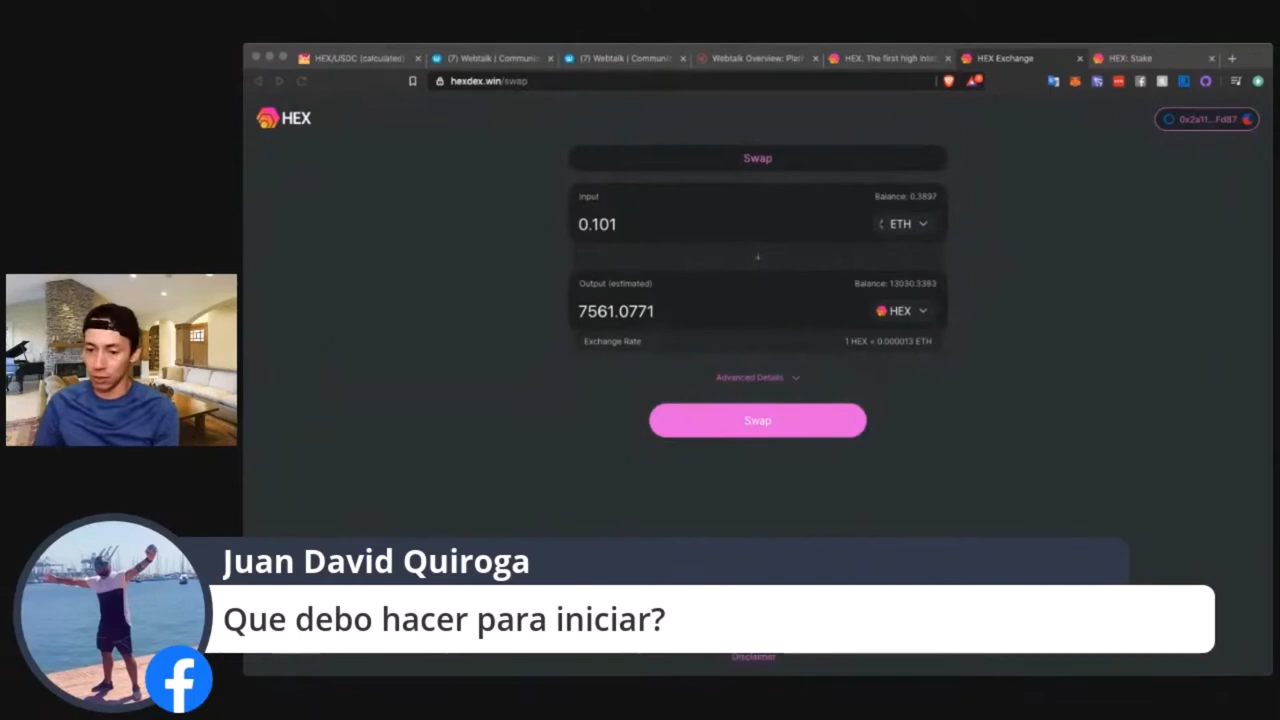 HEX/USDC (calculated)
(7) Webtalk | Communi
(7) Webtalk | Communi
Webtalk Overview: Platf
HEX, The first high inter
HEX Exchange
HEX: Stake
hexdex.win/swap
HEX
0x2a11...Fd87
Swap
Input
Balance: 0.3897
0.101
ETH
Output (estimated)
Balance: 13030.3393
7561.0771
HEX
Exchange Rate
1 HEX = 0.000013 ETH
Advanced Details
Swap
Juan David Quiroga
Que debo hacer para iniciar?
Disclaimer